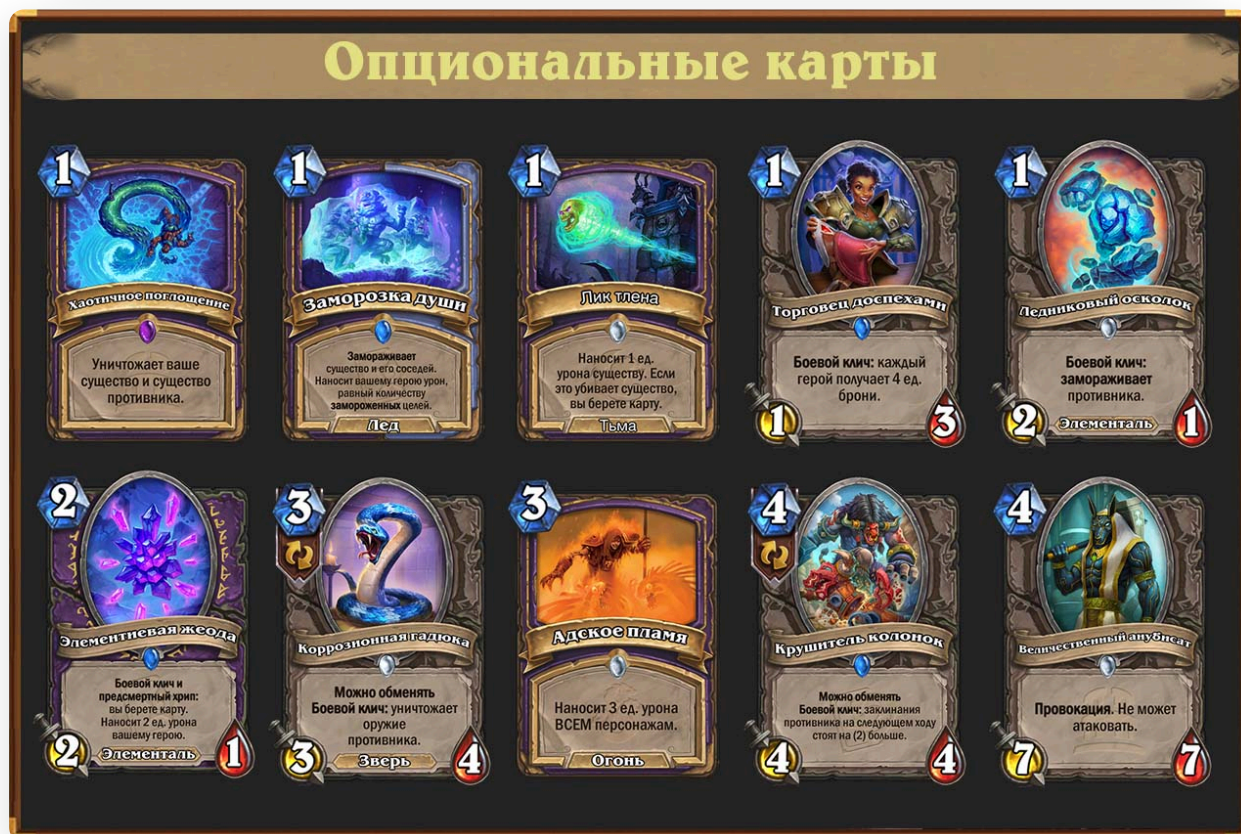 Опциональные карты
1
Хаотичное поглощение
Уничтожает ваше
существо и существо
противника.
1
Заморозка души
Замораживает
существо и его соседей.
Наносит вашему герою урон,
равный количеству
замороженных целей.
Лед
1
Лик тлена
Наносит 1 ед.
урона существу. Если
это убивает существо,
вы берете карту.
Тьма
1
Торговец доспехами
Боевой клич: каждый
герой получает 4 ед.
брони.
1
3
1
Ледниковый осколок
Боевой клич:
замораживает
противника.
2
Элементаль
1
2
Элементиевая жеода
Боевой клич и
предсмертный хрип:
вы берете карту.
Наносит 2 ед. урона
вашему герою.
2
Элементаль
1
3
Коррозионная гадюка
Можно обменять
Боевой клич: уничтожает
оружие
противника.
3
Зверь
4
3
Адское пламя
Наносит 3 ед. урона
ВСЕМ персонажам.
Огонь
4
Крушитель колонок
Можно обменять
Боевой клич: заклинания
противника на следующем ходу
стоят на (2) больше.
4
4
4
Величественный анубисат
Провокация. Не может
атаковать.
7
7